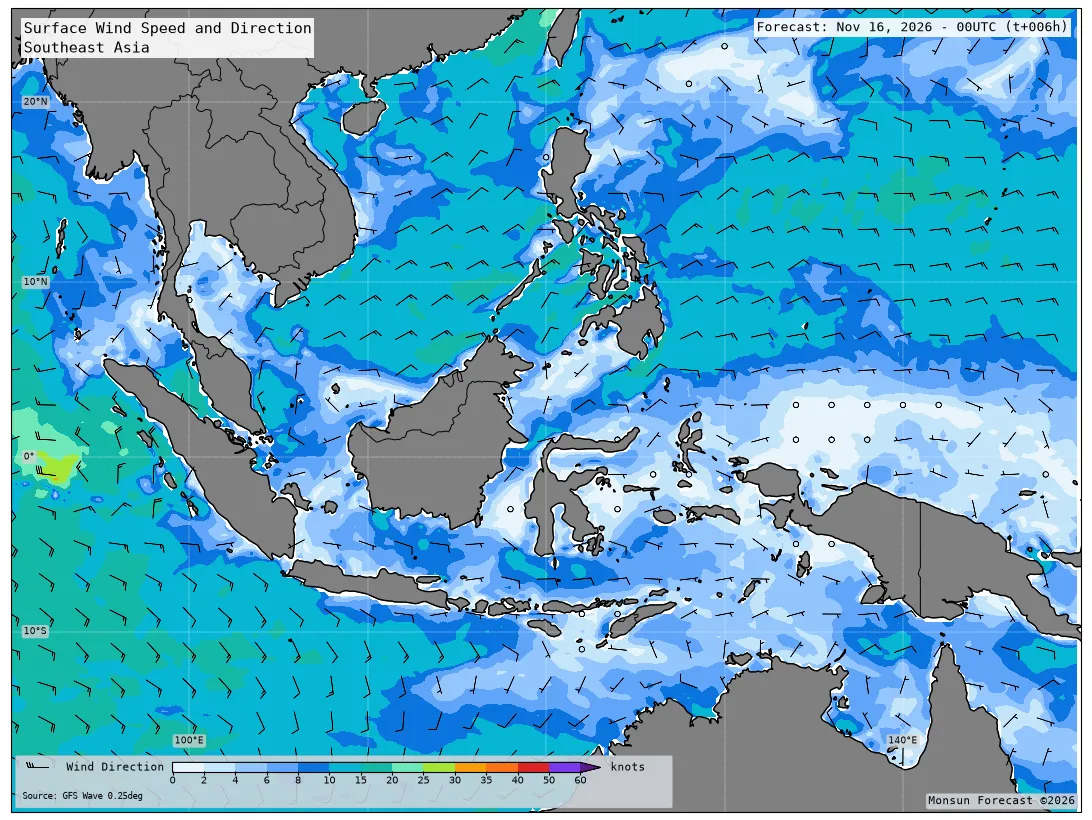 Surface Wind Speed and Direction
Southeast Asia
Forecast: Nov 16, 2026 - 00UTC (t+006h)
20°N
10°N
0°
10°S
100°E
140°E
Wind Direction
knots
0 2 4 6 8 10 15 20 25 30 35 40 50 60
Source: GFS Wave 0.25deg
Monsun Forecast ©2026